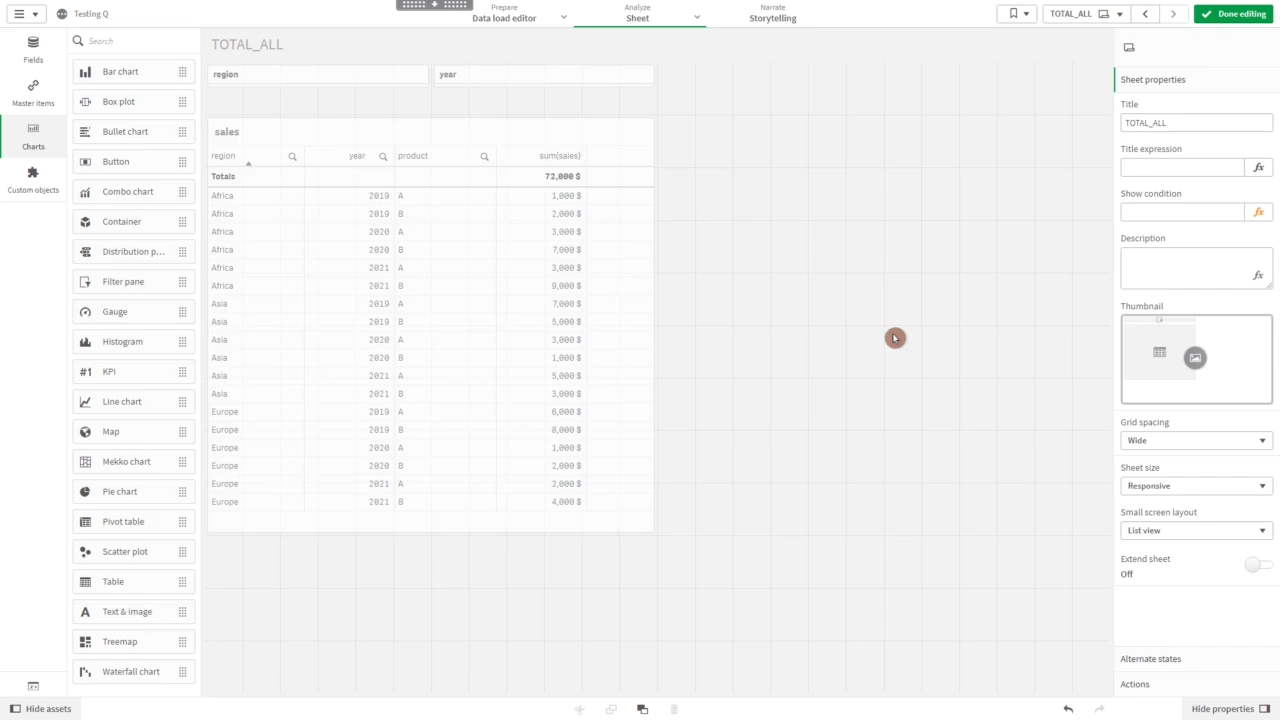 Testing Q
Prepare
Data load editor
Analyze
Sheet
Narrate
Storytelling
TOTAL_ALL
Done editing
Fields
Master items
Charts
Custom objects
Search
Bar chart
Box plot
Bullet chart
Button
Combo chart
Container
Distribution p...
Filter pane
Gauge
Histogram
#1 KPI
Line chart
Map
Mekko chart
Pie chart
Pivot table
Scatter plot
Table
A Text & image
Treemap
Waterfall chart
Hide assets
TOTAL_ALL
region year
sales
region year product sum(sales)
Totals 72,000 $
Africa 2019 A 1,000 $
Africa 2019 B 2,000 $
Africa 2020 A 3,000 $
Africa 2020 B 7,000 $
Africa 2021 A 3,000 $
Africa 2021 B 9,000 $
Asia 2019 A 7,000 $
Asia 2019 B 5,000 $
Asia 2020 A 3,000 $
Asia 2020 B 1,000 $
Asia 2021 A 5,000 $
Asia 2021 B 3,000 $
Europe 2019 A 6,000 $
Europe 2019 B 8,000 $
Europe 2020 A 1,000 $
Europe 2020 B 2,000 $
Europe 2021 A 2,000 $
Europe 2021 B 4,000 $
Sheet properties
Title
TOTAL_ALL
Title expression
fx
Show condition
fx
Description
fx
Thumbnail
Grid spacing
Wide
Sheet size
Responsive
Small screen layout
List view
Extend sheet
Off
Alternate states
Actions
Hide properties